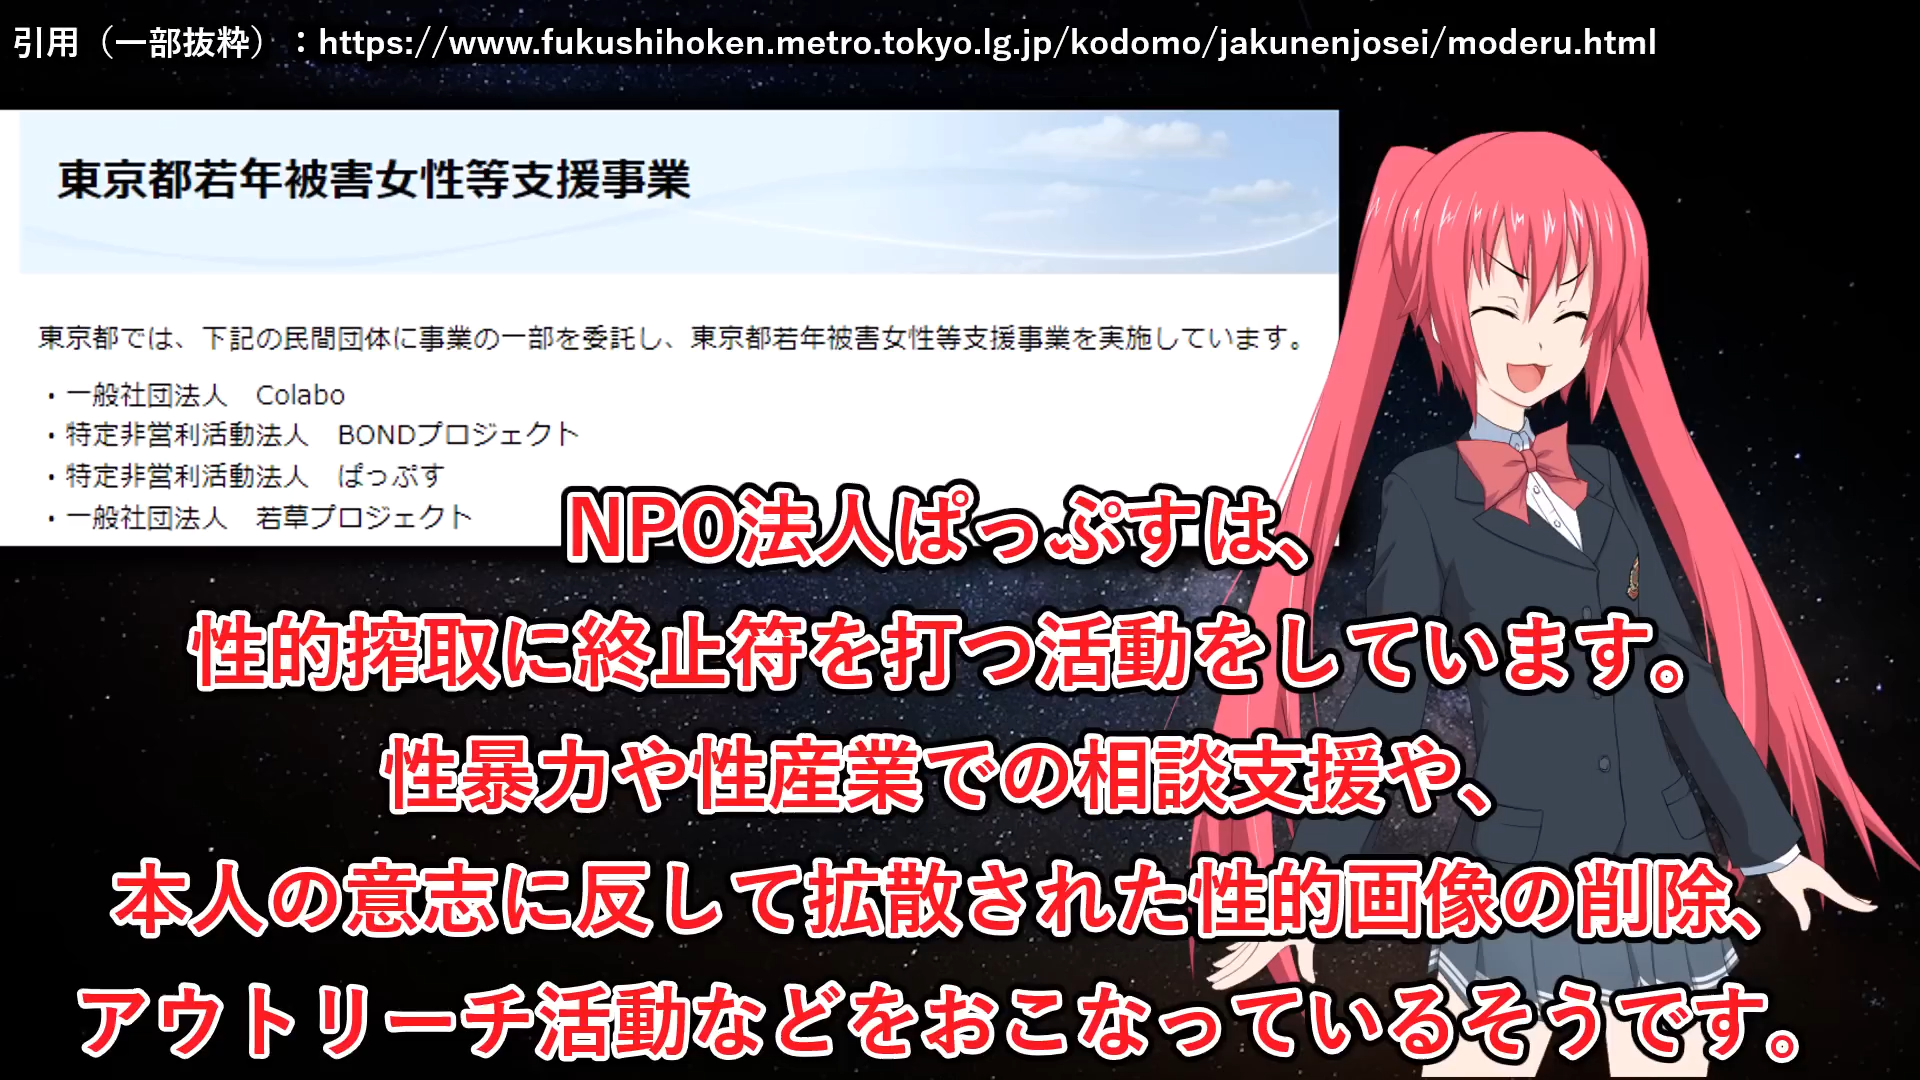 引用（一部抜粋）：https://www.fukushihoken.metro.tokyo.lg.jp/kodomo/jakunenjosei/moderu.html
東京都若年被害女性等支援事業
東京都では、下記の民間団体に事業の一部を委託し、東京都若年被害女性等支援事業を実施しています。
・一般社団法人　Colabo
・特定非営利活動法人　BONDプロジェクト
・特定非営利活動法人　ぱっぷす
・一般社団法人　若草プロジェクト
NPO法人ぱっぷすは、
性的搾取に終止符を打つ活動をしています。
性暴力や性産業での相談支援や、
本人の意志に反して拡散された性的画像の削除、
アウトリーチ活動などをおこなっているそうです。